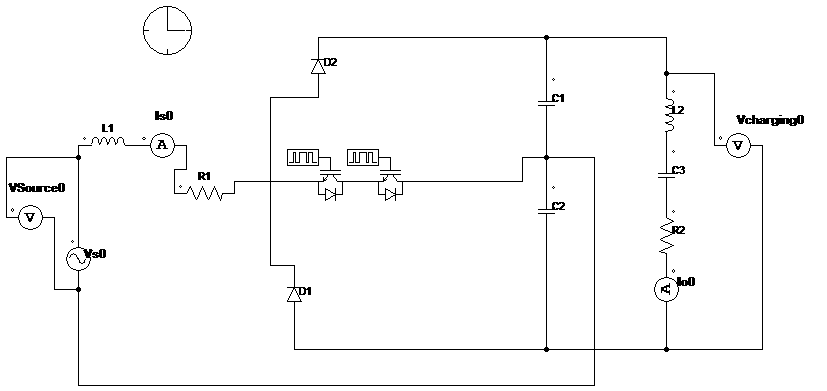 D2
C1
Is0
L1
A
L2
Vcharging0
V
R1
C3
VSource0
V
C2
R2
Vs0
A
Io0
D1